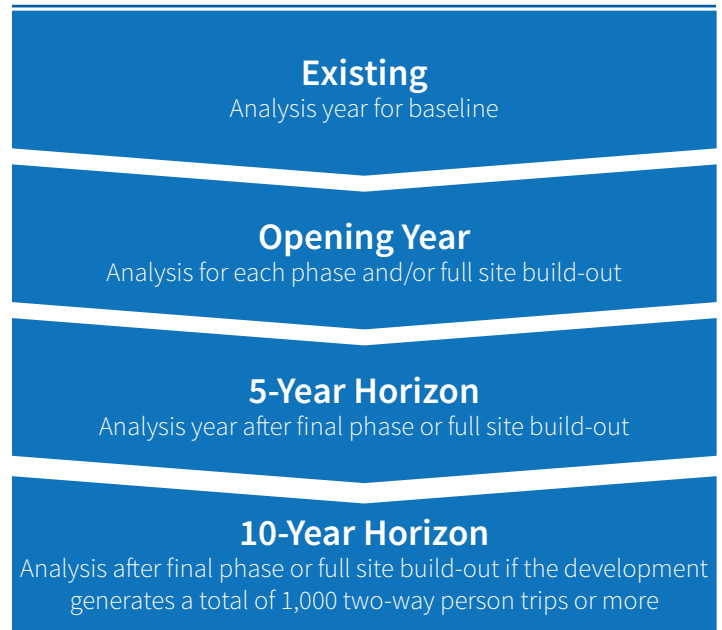 Existing
Analysis year for baseline
Opening Year
Analysis for each phase and/or full site build-out
5-Year Horizon
Analysis year after final phase or full site build-out
10-Year Horizon
Analysis after final phase or full site build-out if the development
generates a total of 1,000 two-way person trips or more